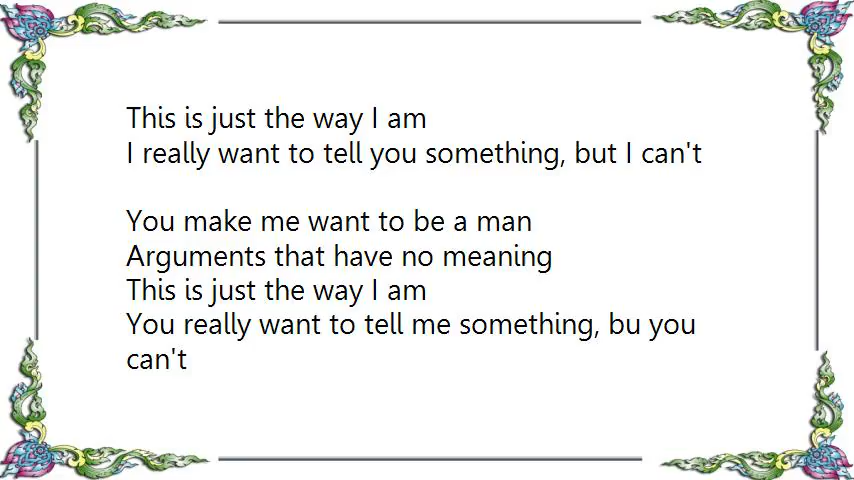 This is just the way I am
I really want to tell you something, but I can't
You make me want to be a man
Arguments that have no meaning
This is just the way I am
You really want to tell me something, bu you
can't